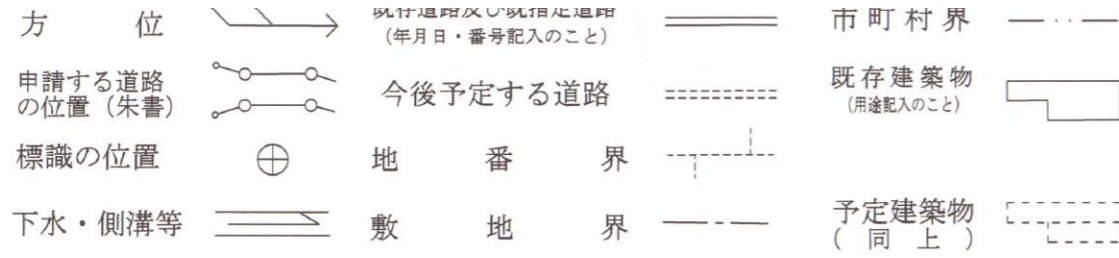 方位
既存道路及び既指定道路
(年月日・番号記入のこと)
市町村界
申請する道路
の位置（朱書）
今後予定する道路
既存建築物
(用途記入のこと)
標識の位置
地番界
下水・側溝等
敷地界
予定建築物
(同上)